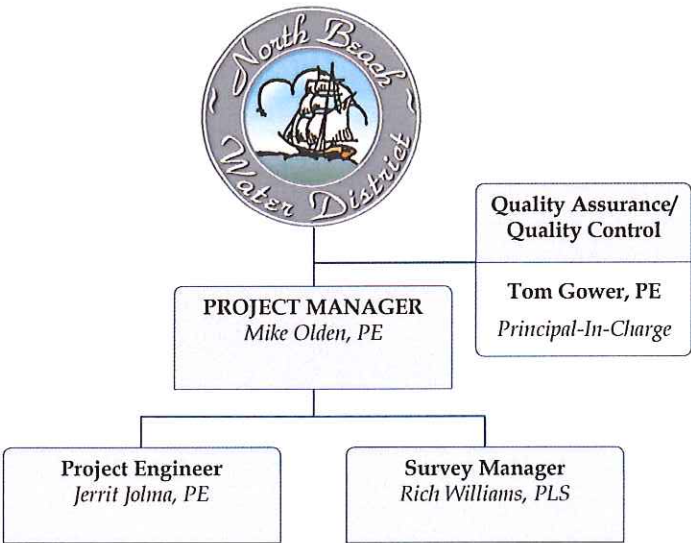 North Beach
Water District
Quality Assurance/
Quality Control
Tom Gower, PE
Principal-In-Charge
PROJECT MANAGER
Mike Olden, PE
Project Engineer
Jerrit Jolma, PE
Survey Manager
Rich Williams, PLS